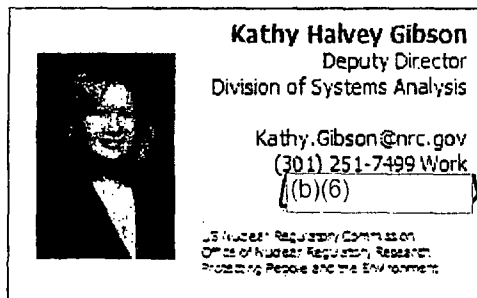 Kathy Halvey Gibson
Deputy Director
Division of Systems Analysis
Kathy.Gibson@nrc.gov
(301) 251-7499 Work
(b)(6)
US Nuclear Regulatory Commission
Office of Nuclear Regulatory Research
Protecting People and the Environment